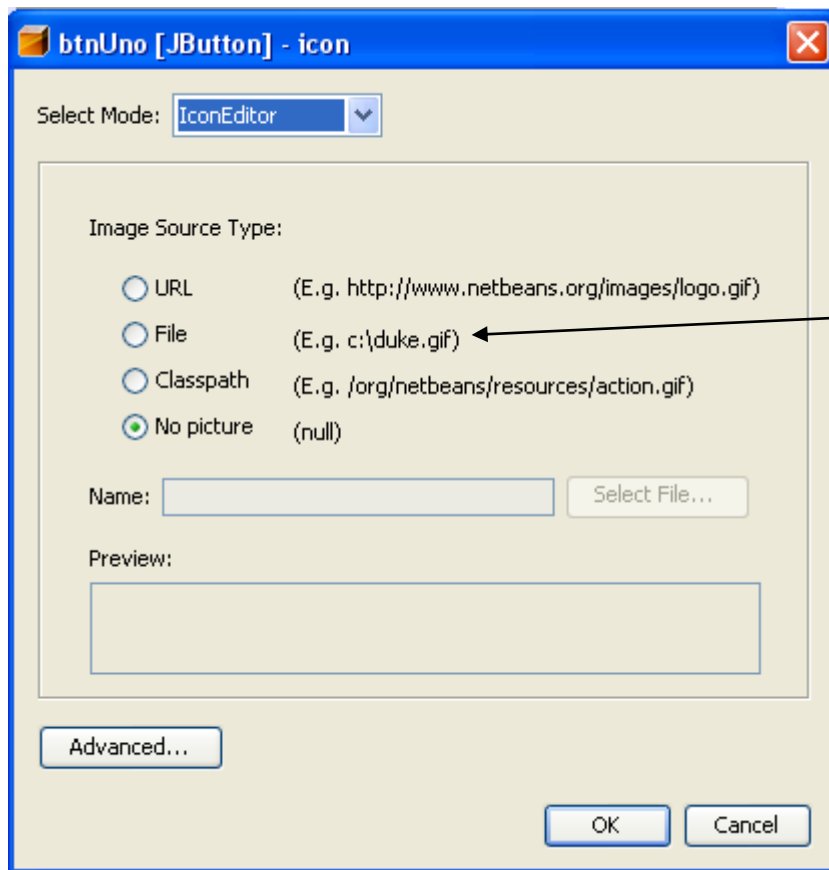 btnUno [JButton] - icon
Select Mode: IconEditor
Image Source Type:
URL (E.g. http://www.netbeans.org/images/logo.gif)
File (E.g. c:\duke.gif)
Classpath (E.g. /org/netbeans/resources/action.gif)
No picture (null)
Name: Select File...
Preview:
Advanced...
OK Cancel